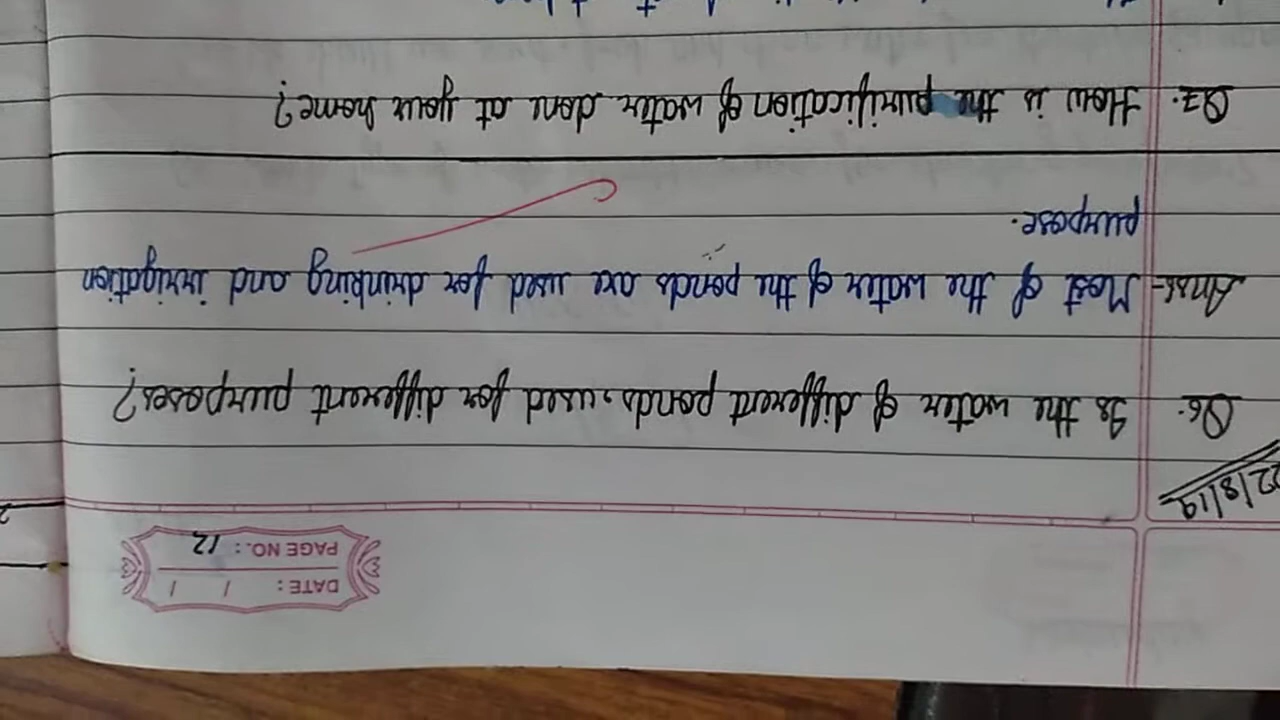 DATE: / /
PAGE NO.: 12
22/8/19
Q6. Is the water of different ponds, used for different purposes?
Ans:- Most of the water of the ponds are used for drinking and irrigation
purpose.
Q7. How is the purification of water done at your home?